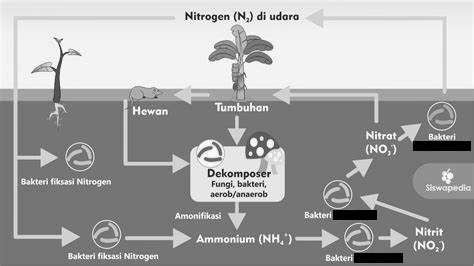 Nitrogen (N₂) di udara
Hewan
Tumbuhan
Nitrat
(NO₃⁻)
Bakteri
Bakteri fiksasi Nitrogen
Dekomposer
Fungi, bakteri,
aerob/anaerob
Siswapedia
Amonifikasi
Bakteri
Bakteri fiksasi Nitrogen
Ammonium (NH₄⁺)
Bakteri
Nitrit
(NO₂⁻)